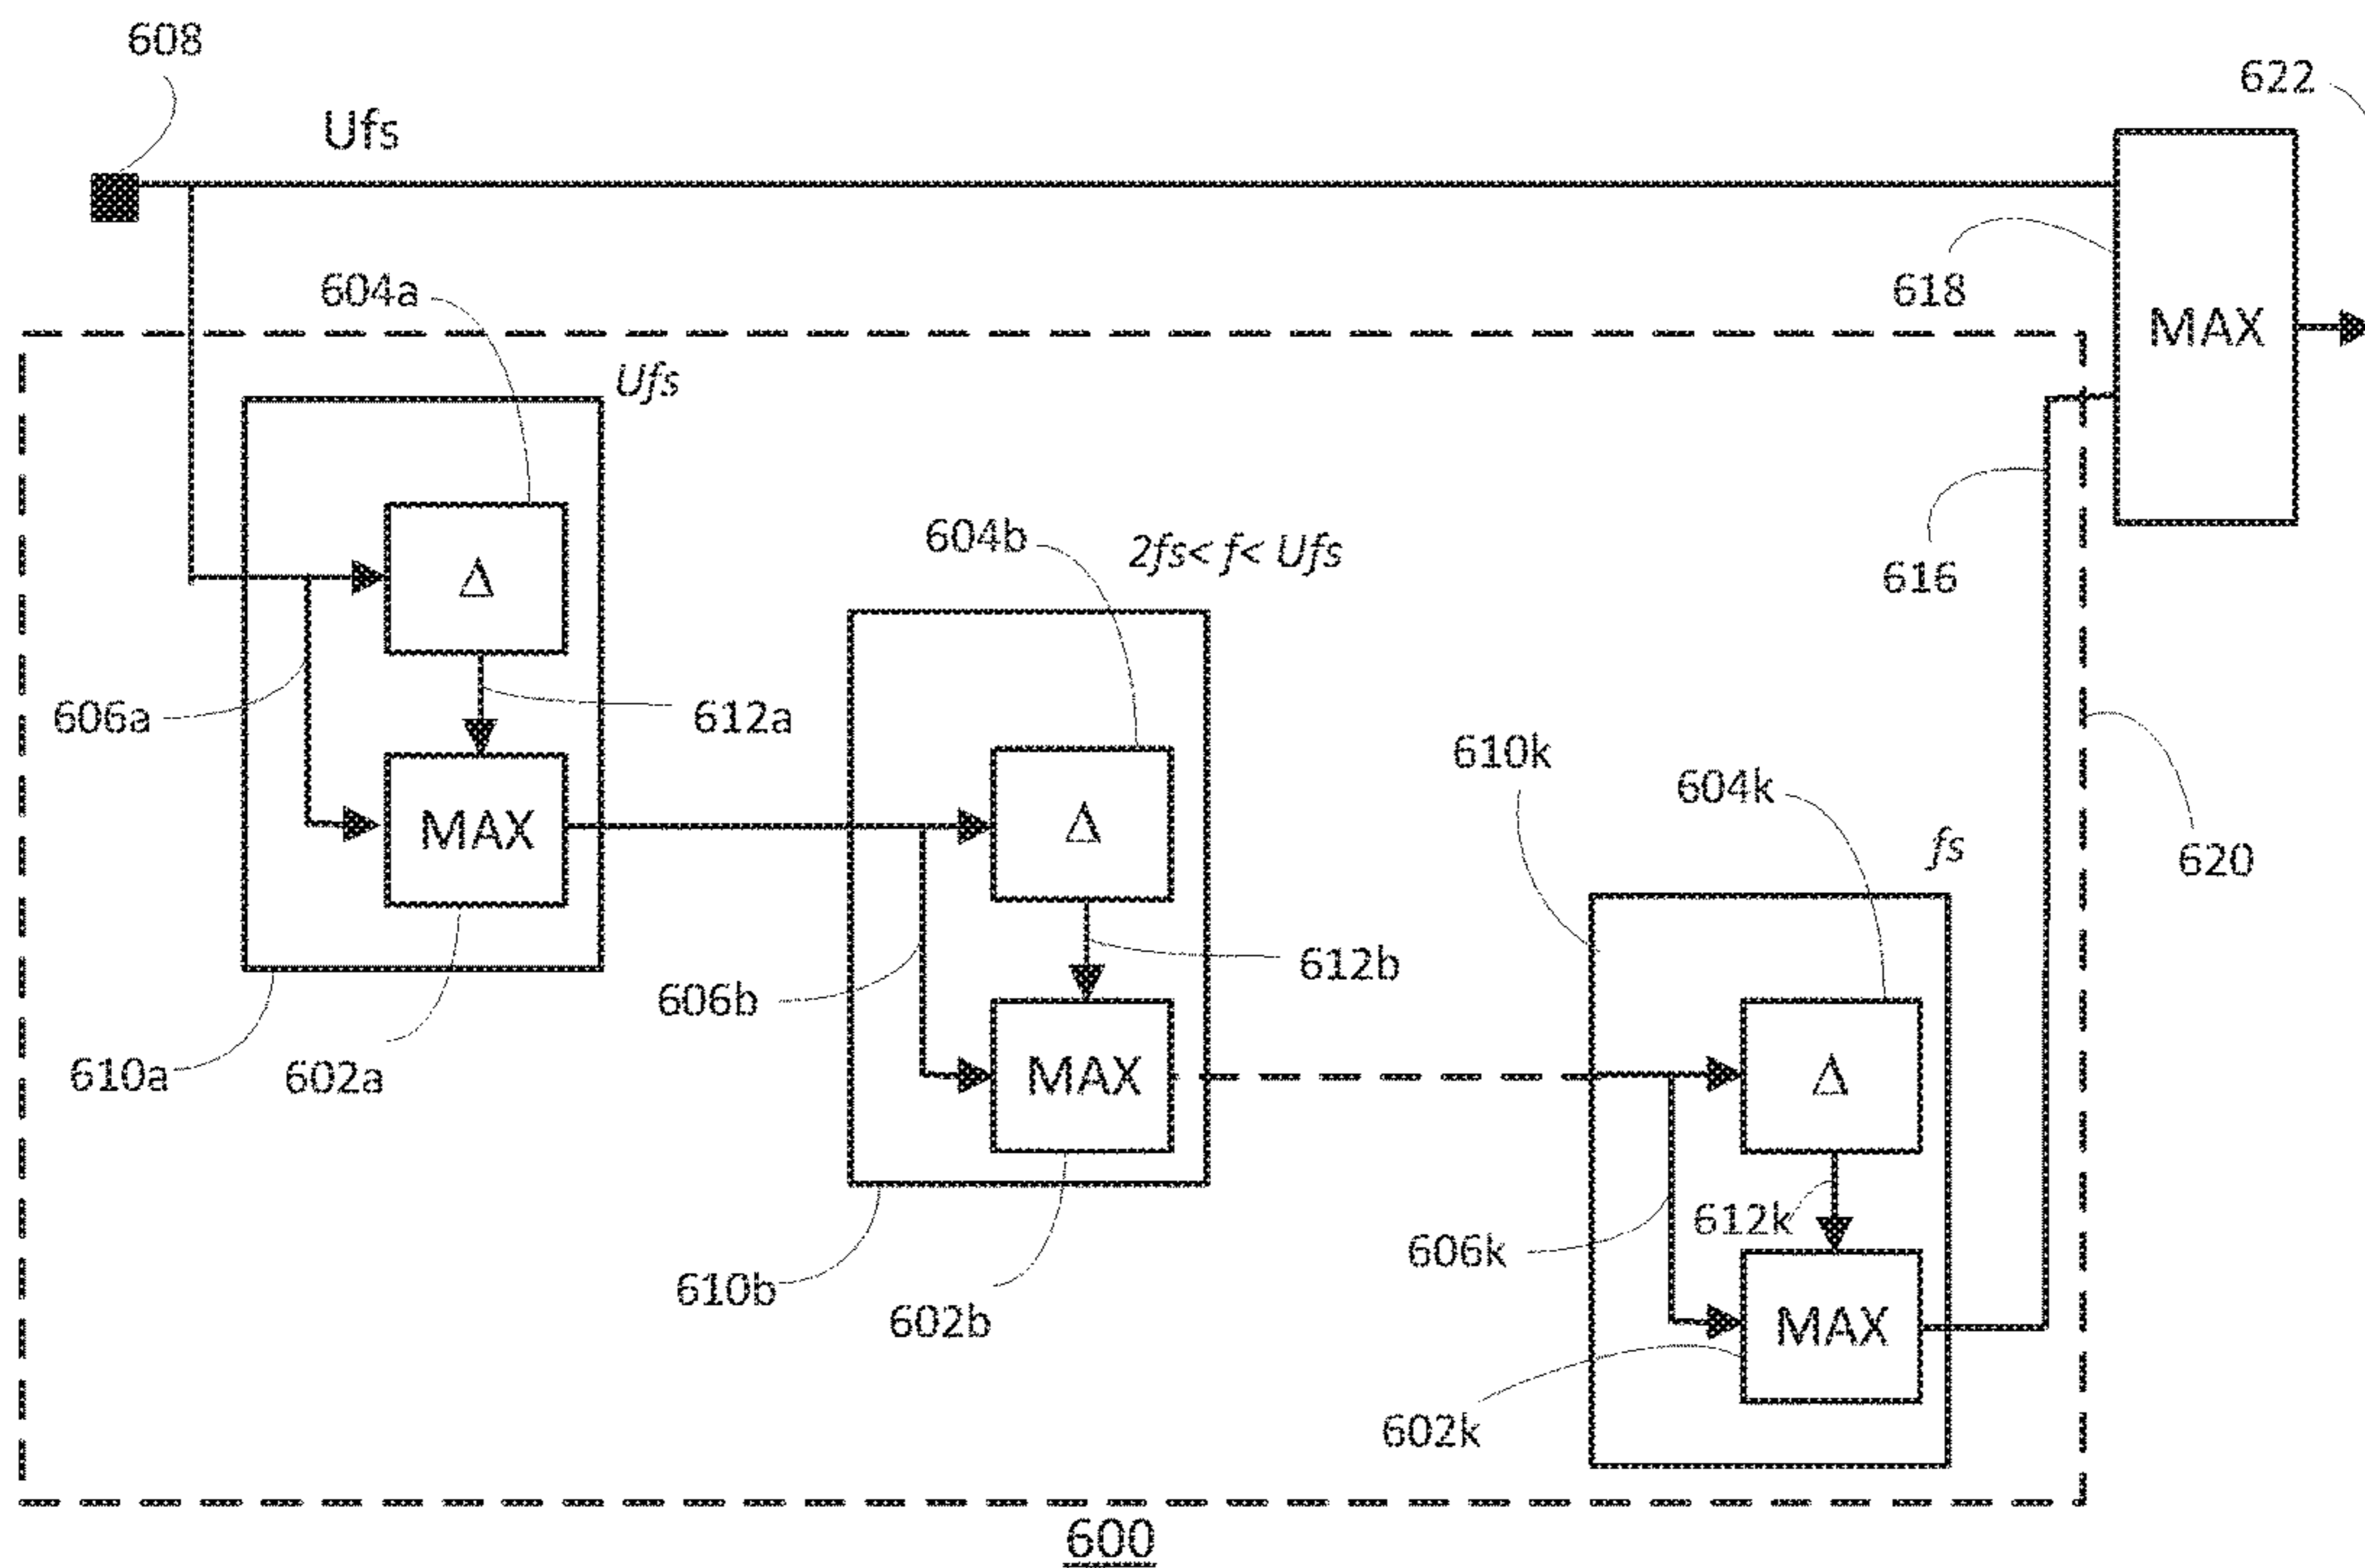 608
622
Ufs
604a
618
MAX
Ufs
604b
2fs< f< Ufs
Δ
616
606a
612a
610k
604k
MAX
Δ
fs
620
606b
612b
610a
602a
MAX
Δ
612k
606k
610b
602b
MAX
602k
600